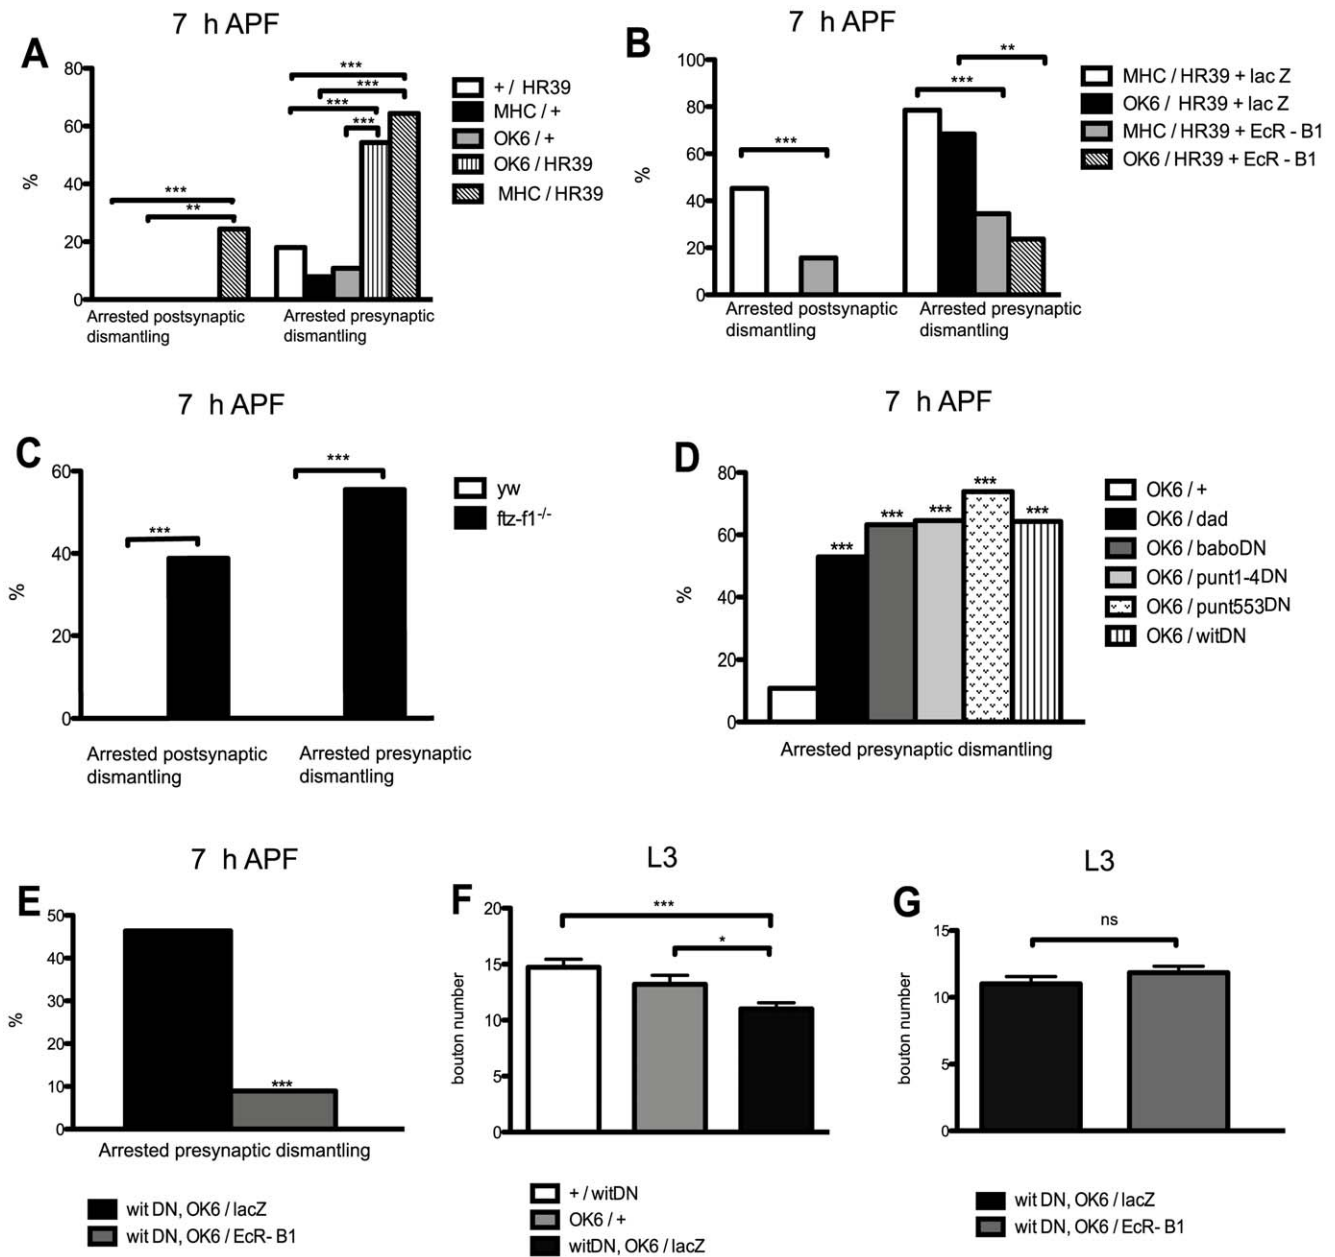 7 h APF
A
80
60
40
20
0
%
***
***
***
***
***
**
Arrested postsynaptic
dismantling
Arrested presynaptic
dismantling
+ / HR39
MHC / +
OK6 / +
OK6 / HR39
MHC / HR39
7 h APF
B
100
80
60
40
20
0
%
***
***
**
Arrested postsynaptic
dismantling
Arrested presynaptic
dismantling
MHC / HR39 + lac Z
OK6 / HR39 + lac Z
MHC / HR39 + EcR - B1
OK6 / HR39 + EcR - B1
7 h APF
C
60
40
20
0
%
***
***
Arrested postsynaptic
dismantling
Arrested presynaptic
dismantling
yw
ftz-f1-/-
7 h APF
D
80
60
40
20
0
%
***
***
***
***
***
Arrested presynaptic dismantling
OK6 / +
OK6 / dad
OK6 / baboDN
OK6 / punt1-4DN
OK6 / punt553DN
OK6 / witDN
7 h APF
E
50
40
30
20
10
0
%
***
Arrested presynaptic dismantling
wit DN, OK6 / lacZ
wit DN, OK6 / EcR- B1
L3
F
20
15
10
5
0
bouton number
***
*
+ / witDN
OK6 / +
witDN, OK6 / lacZ
L3
G
15
10
5
0
bouton number
ns
wit DN, OK6 / lacZ
wit DN, OK6 / EcR- B1